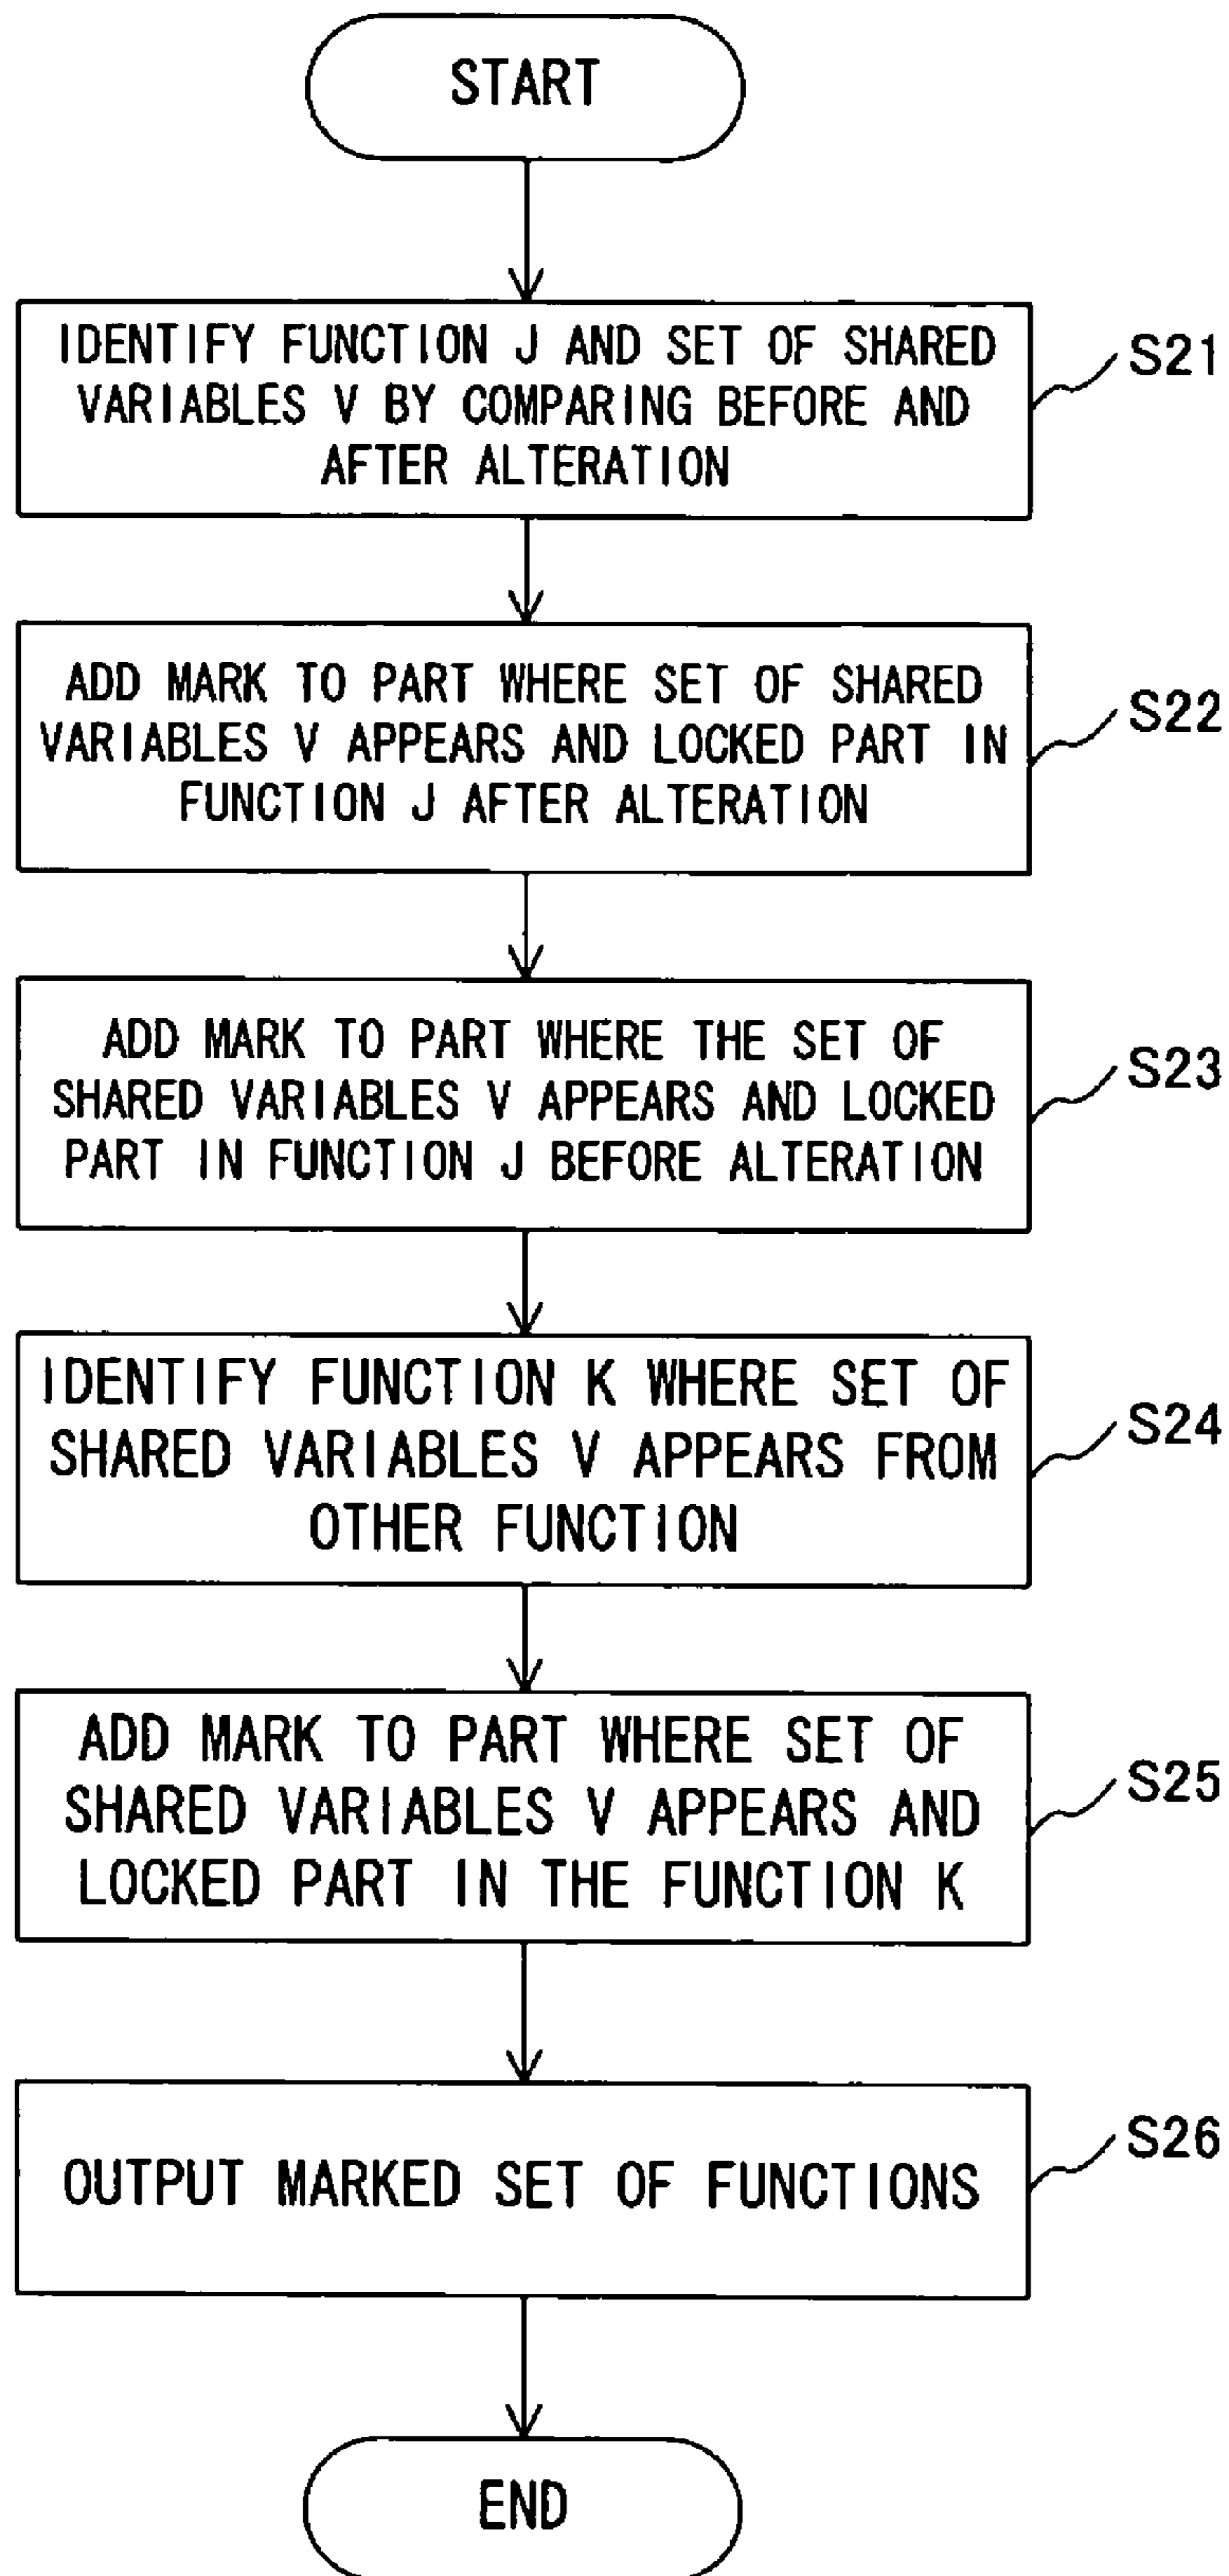 START
IDENTIFY FUNCTION J AND SET OF SHARED
VARIABLES V BY COMPARING BEFORE AND
AFTER ALTERATION
S21
ADD MARK TO PART WHERE SET OF SHARED
VARIABLES V APPEARS AND LOCKED PART IN
FUNCTION J AFTER ALTERATION
S22
ADD MARK TO PART WHERE THE SET OF
SHARED VARIABLES V APPEARS AND LOCKED
PART IN FUNCTION J BEFORE ALTERATION
S23
IDENTIFY FUNCTION K WHERE SET OF
SHARED VARIABLES V APPEARS FROM
OTHER FUNCTION
S24
ADD MARK TO PART WHERE SET OF
SHARED VARIABLES V APPEARS AND
LOCKED PART IN THE FUNCTION K
S25
OUTPUT MARKED SET OF FUNCTIONS
S26
END